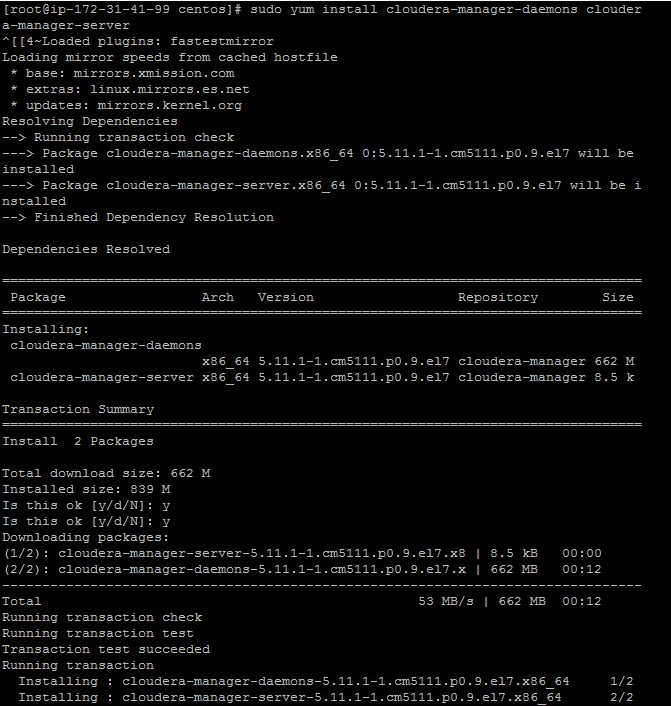 [root@ip-172-31-41-99 centos]# sudo yum install cloudera-manager-daemons clouder
a-manager-server
^[[4~Loaded plugins: fastestmirror
Loading mirror speeds from cached hostfile
 * base: mirrors.xmission.com
 * extras: linux.mirrors.es.net
 * updates: mirrors.kernel.org
Resolving Dependencies
--> Running transaction check
---> Package cloudera-manager-daemons.x86_64 0:5.11.1-1.cm5111.p0.9.el7 will be
installed
---> Package cloudera-manager-server.x86_64 0:5.11.1-1.cm5111.p0.9.el7 will be i
nstalled
--> Finished Dependency Resolution

Dependencies Resolved

================================================================================
 Package                 Arch   Version                  Repository        Size
================================================================================
Installing:
 cloudera-manager-daemons
                         x86_64 5.11.1-1.cm5111.p0.9.el7 cloudera-manager 662 M
 cloudera-manager-server x86_64 5.11.1-1.cm5111.p0.9.el7 cloudera-manager 8.5 k

Transaction Summary
================================================================================
Install  2 Packages

Total download size: 662 M
Installed size: 839 M
Is this ok [y/d/N]: y
Is this ok [y/d/N]: y
Downloading packages:
(1/2): cloudera-manager-server-5.11.1-1.cm5111.p0.9.el7.x8 | 8.5 kB   00:00
(2/2): cloudera-manager-daemons-5.11.1-1.cm5111.p0.9.el7.x | 662 MB   00:12
--------------------------------------------------------------------------------
Total                                               53 MB/s | 662 MB  00:12
Running transaction check
Running transaction test
Transaction test succeeded
Running transaction
  Installing : cloudera-manager-daemons-5.11.1-1.cm5111.p0.9.el7.x86_64     1/2
  Installing : cloudera-manager-server-5.11.1-1.cm5111.p0.9.el7.x86_64      2/2